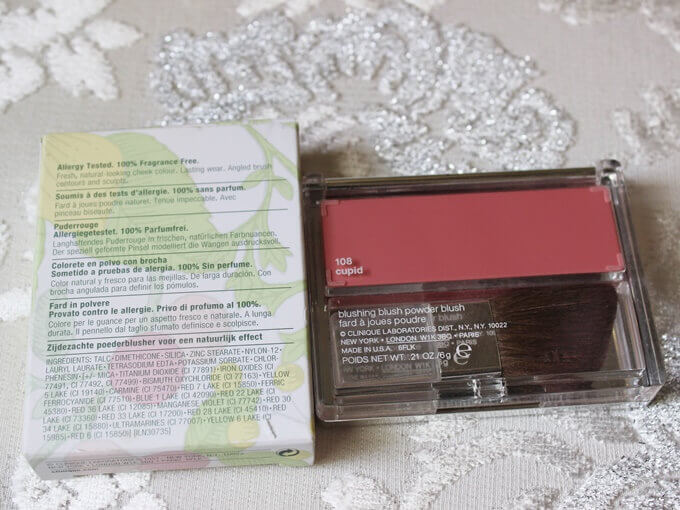 Allergy Tested. 100% Fragrance Free.
Fresh, natural-looking cheek colour. Lasting wear. Angled brush
contours and sculpts.
Soumis à des tests d'allergie. 100% sans parfum.
Fard à joues poudre naturel. Tenue impeccable. Avec
pinceau biseauté.
Puderrouge
Allergiegetestet. 100% Parfumfrei.
Langhaftendes Puderrouge in frischen, natürlichen Farbnuancen.
Der speziell geformte Pinsel modelliert die Wangen ausdrucksvoll.
Colorete en polvo con brocha
Sometido a pruebas de alergia. 100% Sin perfume.
Color natural y fresco para las mejillas. De larga duración. Con
brocha angulada para definir los pómulos.
Fard in polvere
Provato contro le allergie. Privo di profumo al 100%.
Colore per le guance per un aspetto fresco e naturale. A lunga
durata. Il pennello dal taglio sfumato definisce e scolpisce.
Zijdezachte poederblusher voor een natuurlijk effect
INGREDIENTS: TALC • DIMETHICONE • SILICA • ZINC STEARATE • NYLON-12 •
LAUROYL LAURATE • TETRASODIUM EDTA • POTASSIUM SORBATE • CHLOR-
PHENESIN • [+/- MICA • TITANIUM DIOXIDE (CI 77891) • IRON OXIDES (CI
77491, CI 77492, CI 77499) • BISMUTH OXYCHLORIDE (CI 77163) • YELLOW
5 LAKE (CI 19140) • CARMINE (CI 75470) • RED 7 LAKE (CI 15850) • FERRIC
FERROCYANIDE (CI 77510) • BLUE 1 LAKE (CI 42090) • RED 22 LAKE (CI
45380) • RED 36 LAKE (CI 12085) • MANGANESE VIOLET (CI 77742) • RED 30
LAKE (CI 73360) • RED 33 LAKE (CI 17200) • RED 28 LAKE (CI 45410) • RED
34 LAKE (CI 15880) • ULTRAMARINES (CI 77007) • YELLOW 6 LAKE (CI
15985) • RED 6 (CI 15850)] [ILN30735]
108
cupid
blushing blush powder blush
fard à joues poudre
© CLINIQUE LABORATORIES DIST., N.Y., N.Y. 10022
NEW YORK • LONDON W1K 3BQ • PARIS
MADE IN U.S.A. 6FLK
POIDS NET WT. .21 OZ./6g